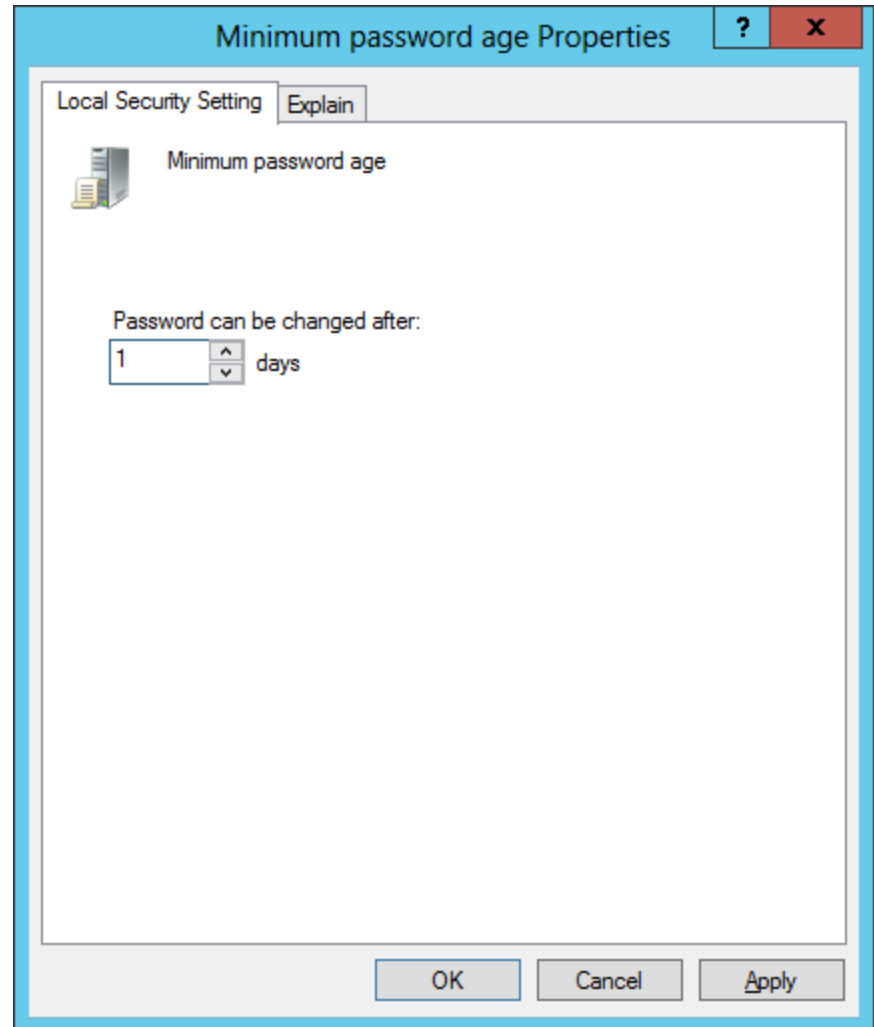 Minimum password age Properties
? x
Local Security Setting Explain
Minimum password age
Password can be changed after:
1 days
OK Cancel Apply